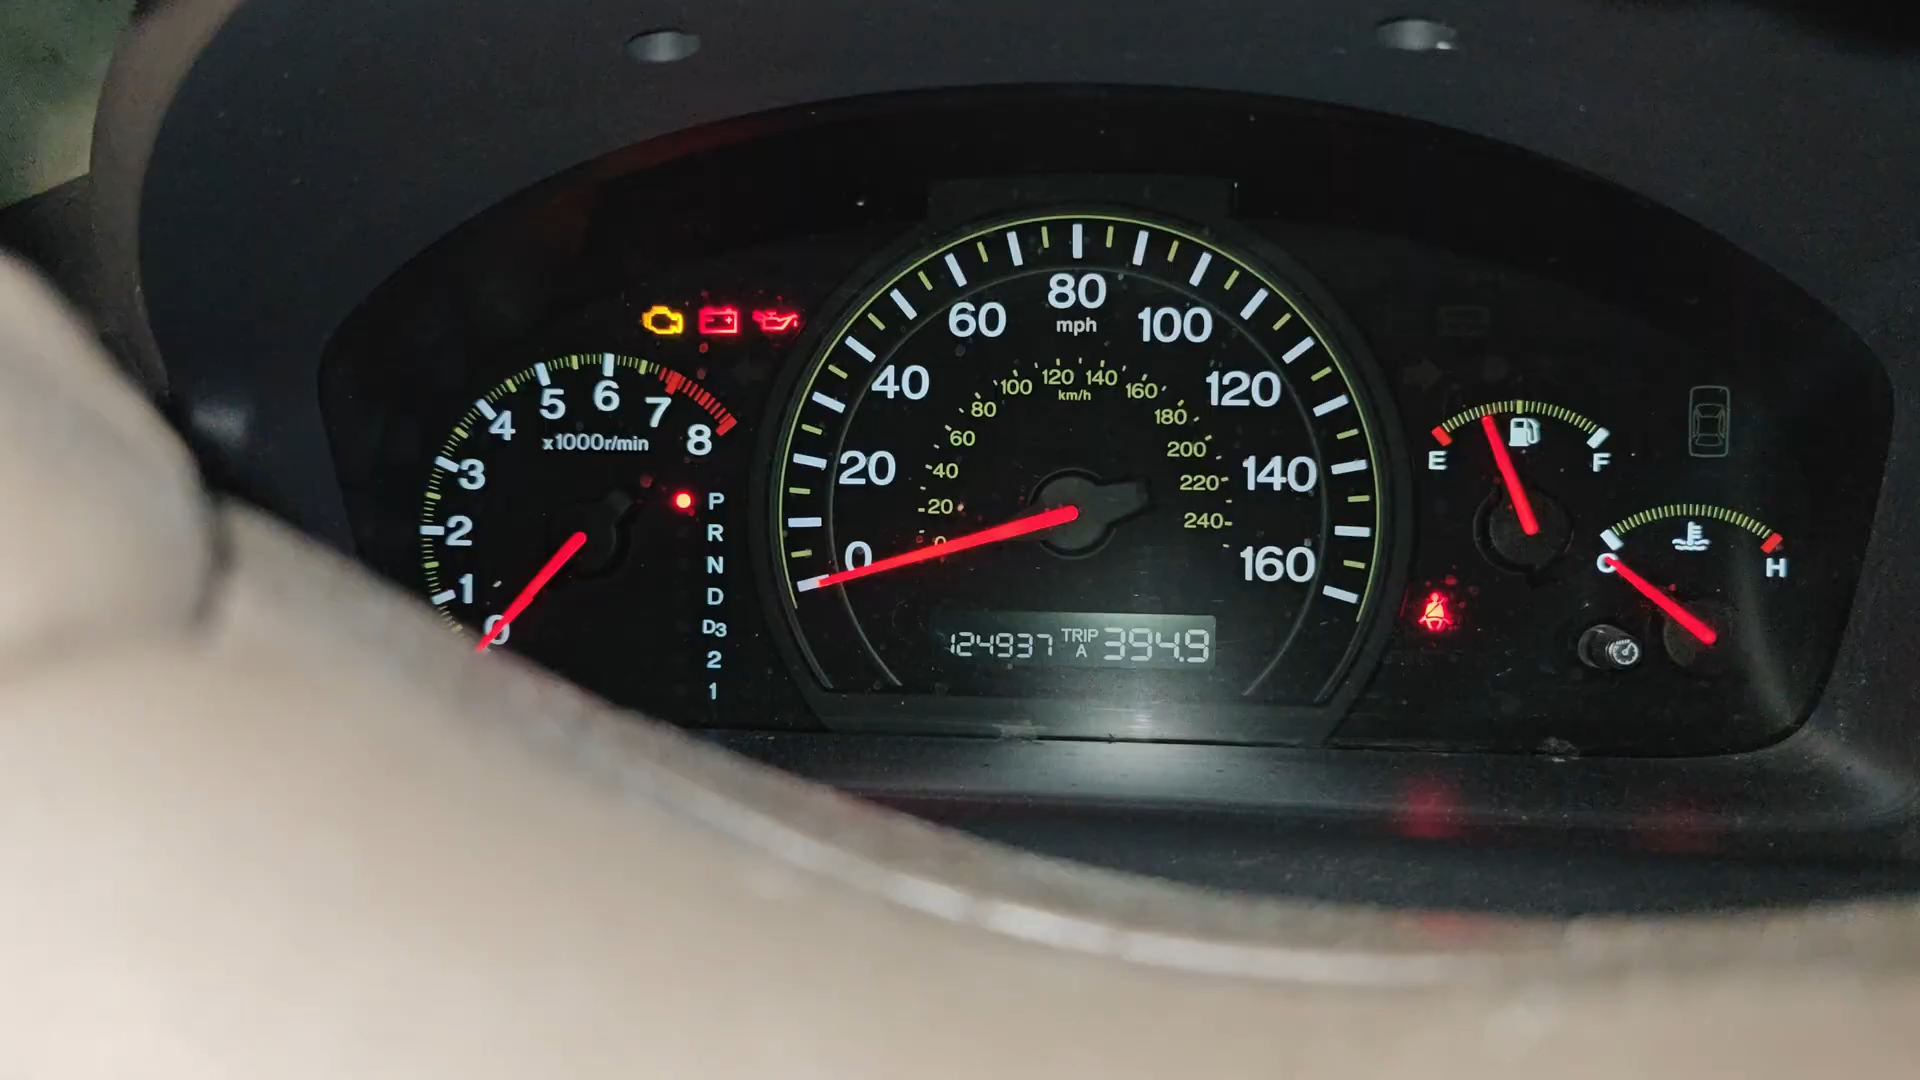 0 1 2 3 4 5 6 7 8
x1000r/min
P
R
N
D
D3
2
1
0 20 40 60 80 100 120 140 160
mph
0 20 40 60 80 100 120 140 160 180 200 220 240
km/h
124937 TRIP A 394.9
E F
C H